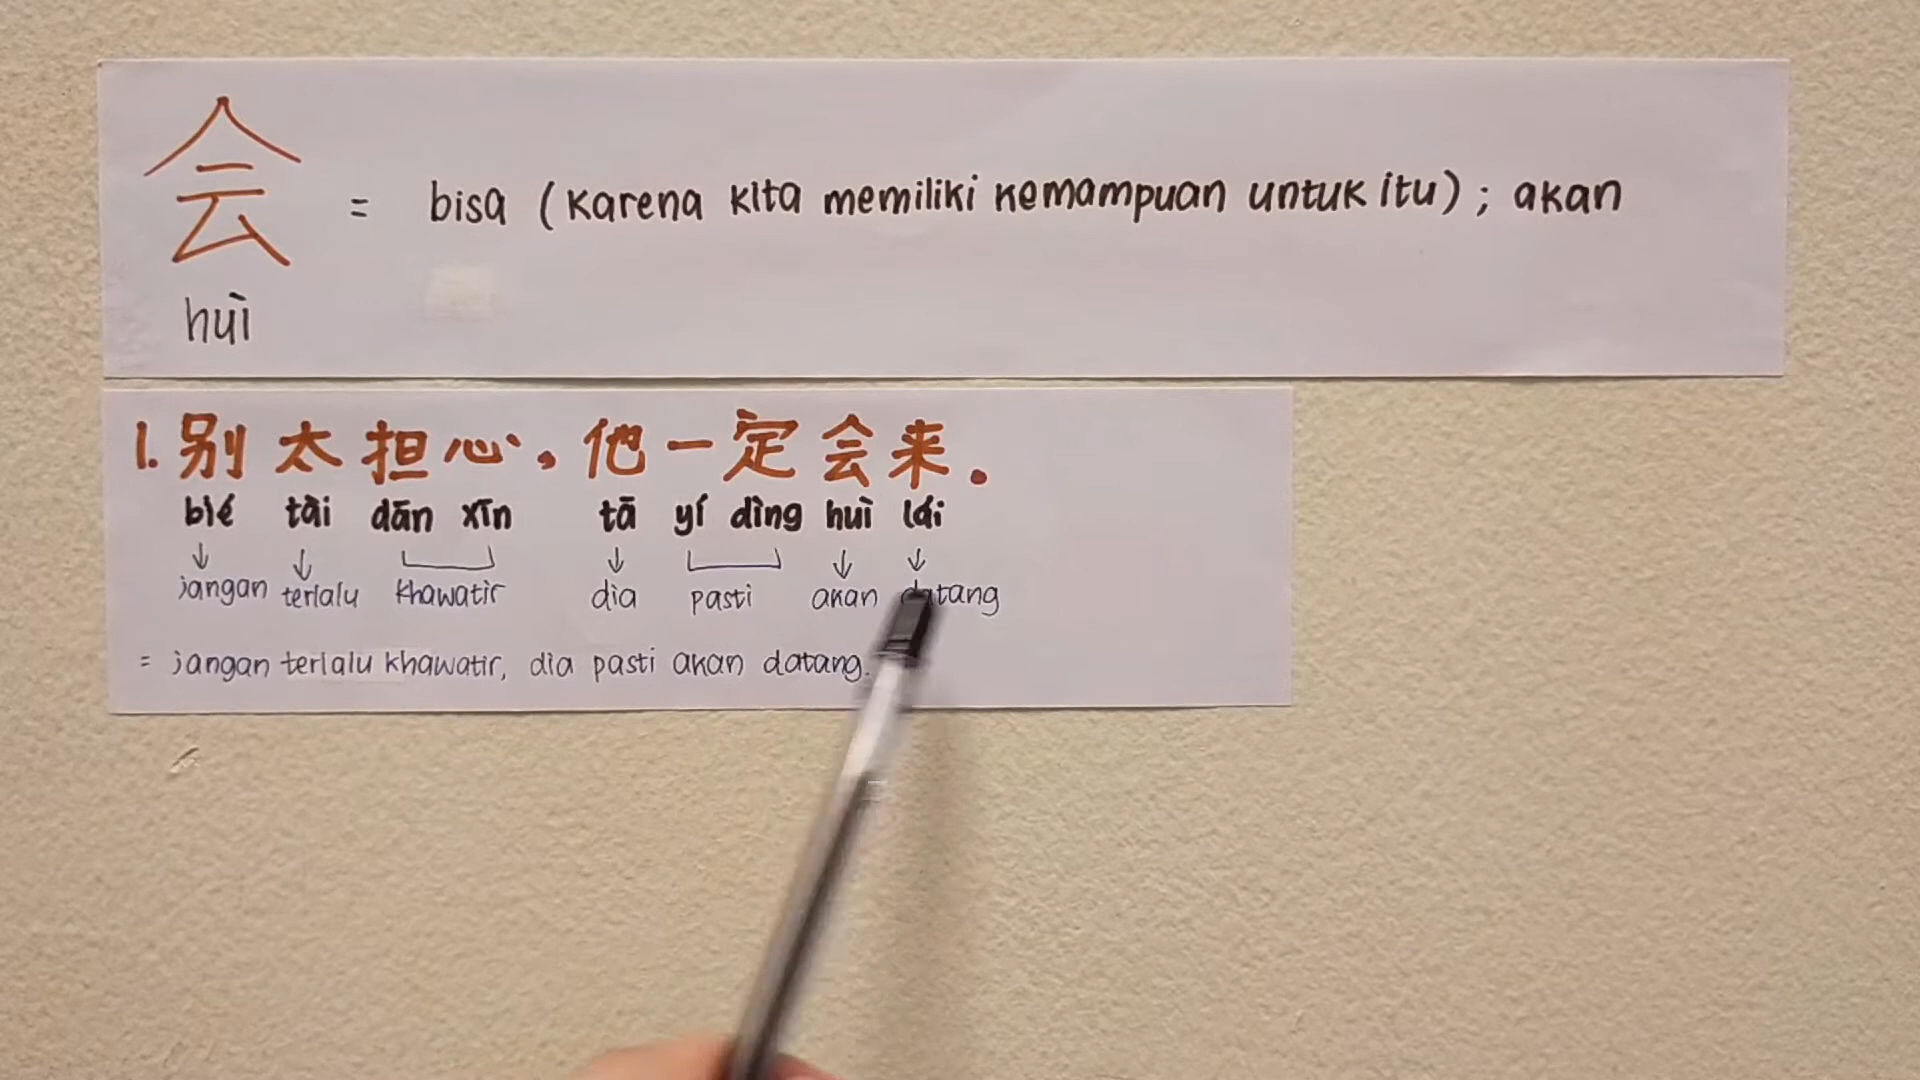 会 = bisa (karena kita memiliki kemampuan untuk itu) ; akan
huì
1. 别太担心，他一定会来。
bié tài dān xīn tā yí dìng huì lái
jangan terlalu khawatir dia pasti akan datang
= jangan terlalu khawatir, dia pasti akan datang.